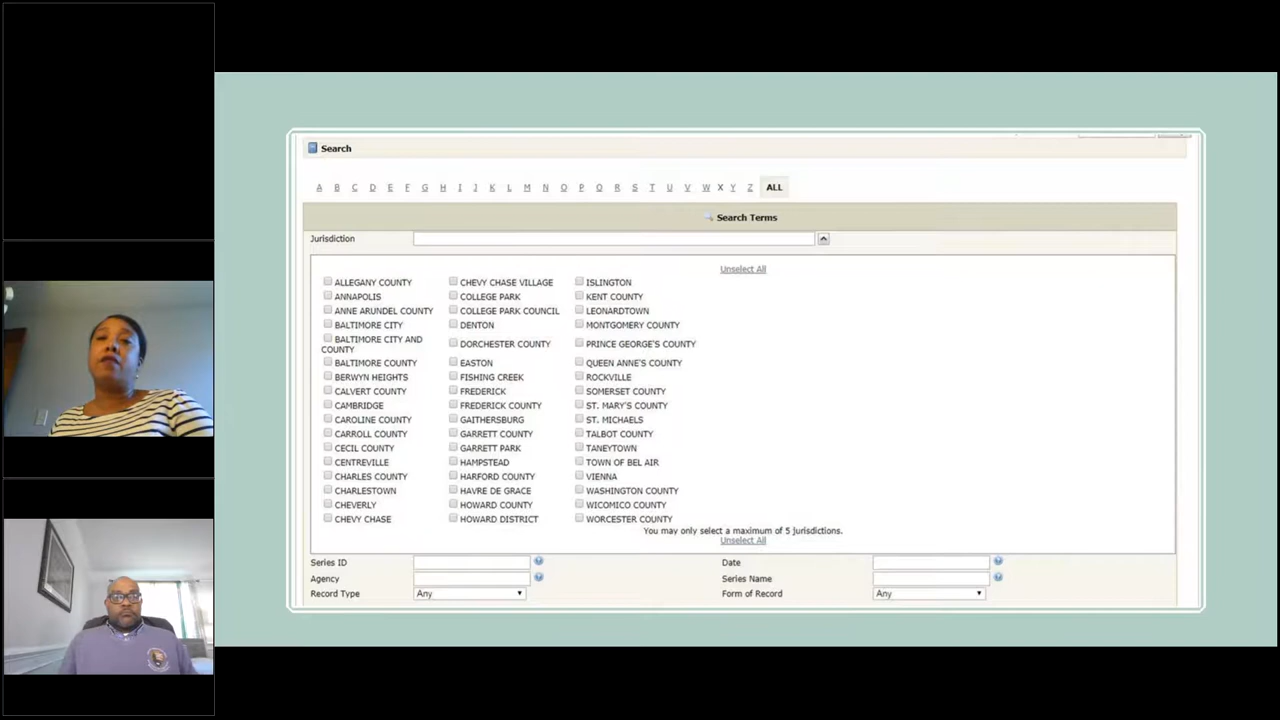 Search
A B C D E F G H I J K L M N O P Q R S T U V W X Y Z ALL
Search Terms
Jurisdiction
Unselect All
ALLEGANY COUNTY CHEVY CHASE VILLAGE ISLINGTON
ANNAPOLIS COLLEGE PARK KENT COUNTY
ANNE ARUNDEL COUNTY COLLEGE PARK COUNCIL LEONARDTOWN
BALTIMORE CITY DENTON MONTGOMERY COUNTY
BALTIMORE CITY AND
COUNTY DORCHESTER COUNTY PRINCE GEORGE'S COUNTY
BALTIMORE COUNTY EASTON QUEEN ANNE'S COUNTY
BERWYN HEIGHTS FISHING CREEK ROCKVILLE
CALVERT COUNTY FREDERICK SOMERSET COUNTY
CAMBRIDGE FREDERICK COUNTY ST. MARY'S COUNTY
CAROLINE COUNTY GAITHERSBURG ST. MICHAELS
CARROLL COUNTY GARRETT COUNTY TALBOT COUNTY
CECIL COUNTY GARRETT PARK TANEYTOWN
CENTREVILLE HAMPSTEAD TOWN OF BEL AIR
CHARLES COUNTY HARFORD COUNTY VIENNA
CHARLESTOWN HAVRE DE GRACE WASHINGTON COUNTY
CHEVERLY HOWARD COUNTY WICOMICO COUNTY
CHEVY CHASE HOWARD DISTRICT WORCESTER COUNTY
You may only select a maximum of 5 jurisdictions.
Unselect All
Series ID Date
Agency Series Name
Record Type Any Form of Record Any